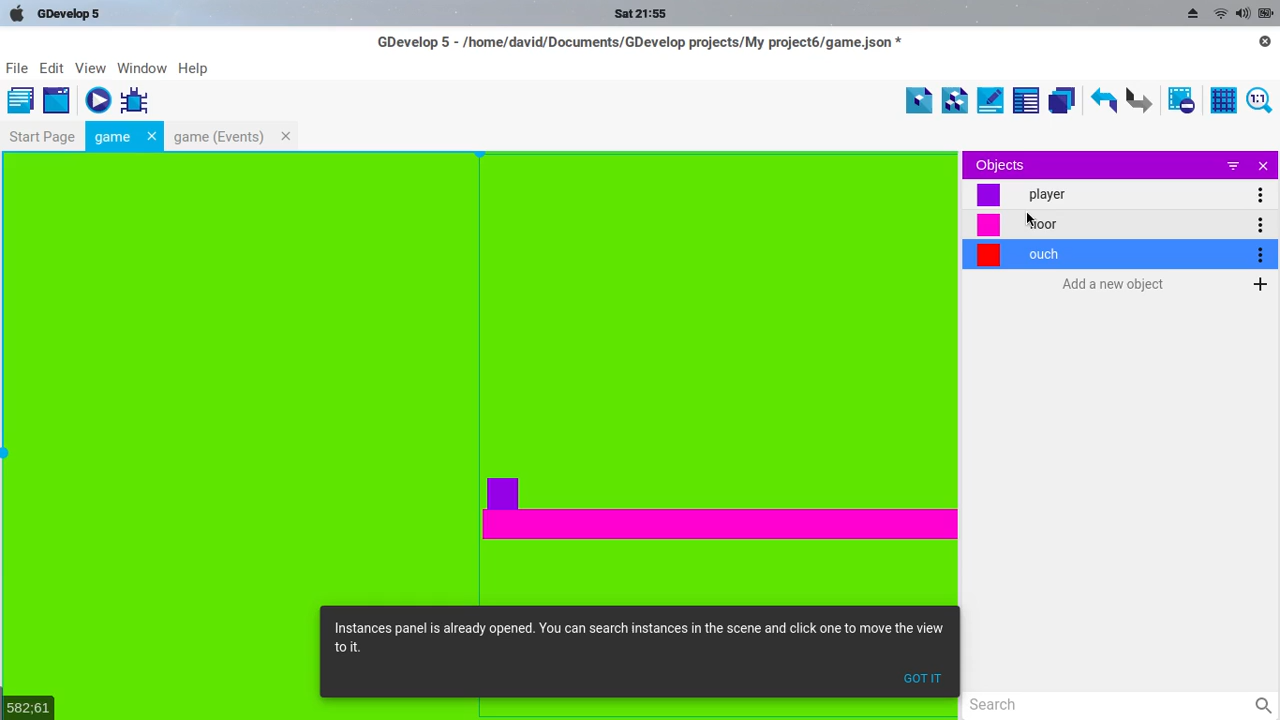 GDevelop 5
Sat 21:55
GDevelop 5 - /home/david/Documents/GDevelop projects/My project6/game.json *
File Edit View Window Help
1:1
Start Page game game (Events)
Objects
player
floor
ouch
Add a new object
Instances panel is already opened. You can search instances in the scene and click one to move the view
to it.
GOT IT
582;61
Search